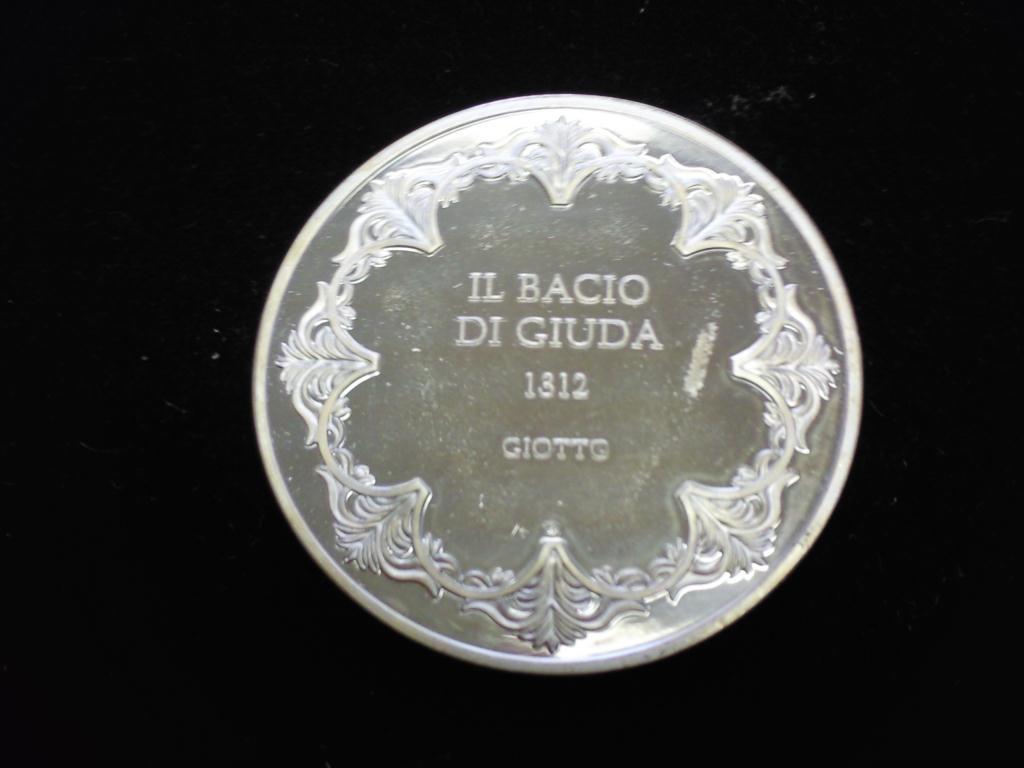 IL BACIO
DI GIUDA
1312
GIOTTO